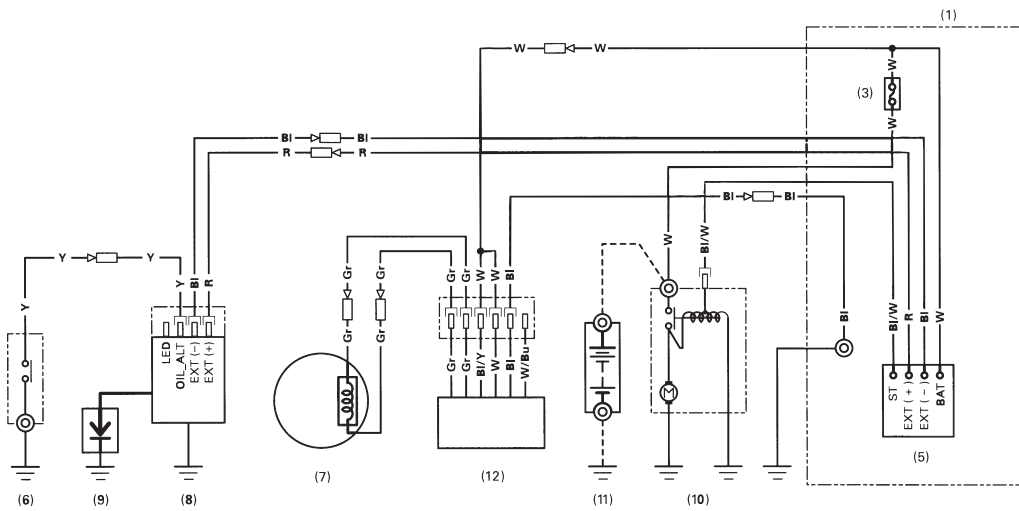 (1)
W W
W
(3)
W
Bl Bl
R R
Bl Bl
Y Y
Y
Y
Bl
R
Gr
Gr
Gr
Gr
Gr
Gr
W
W
Bl
W
Bl/W
Bl
Bl/W
R
Bl
W
LED
OIL_ALT
EXT (–)
EXT (+)
Gr
Gr
Bl/Y
W
Bl
W/Bu
M
ST
EXT (+)
EXT (–)
BAT
(5)
(6)
(9)
(8)
(7)
(12)
(11)
(10)